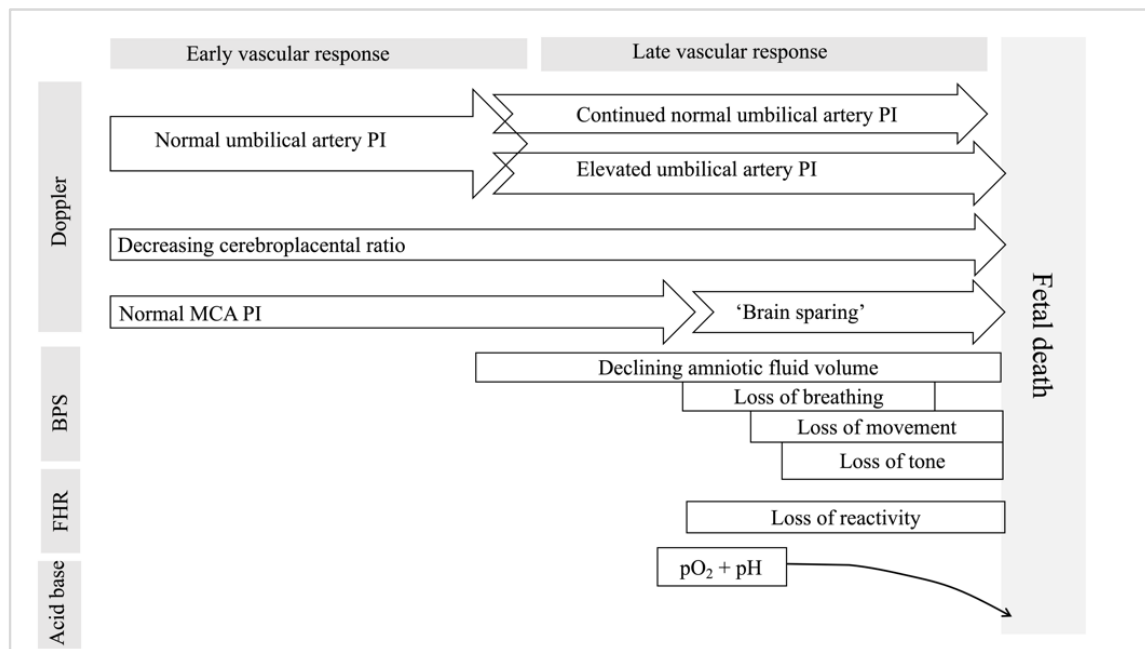 Early vascular response
Late vascular response
Doppler
Normal umbilical artery PI
Continued normal umbilical artery PI
Elevated umbilical artery PI
Decreasing cerebroplacental ratio
Normal MCA PI
‘Brain sparing’
BPS
Declining amniotic fluid volume
Loss of breathing
Loss of movement
Loss of tone
FHR
Loss of reactivity
Acid base
pO₂ + pH
Fetal death